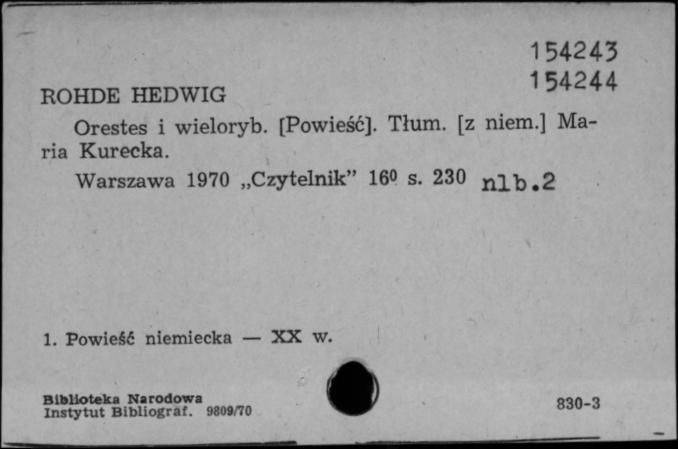 154243
154244
ROHDE HEDWIG
Orestes i wieloryb. [Powieść]. Tłum. [z niem.] Ma-
ria Kurecka.
Warszawa 1970 „Czytelnik” 16⁰ s. 230 nlb.2
1. Powieść niemiecka — XX w.
Biblioteka Narodowa
Instytut Bibliograf. 9809/70
830-3